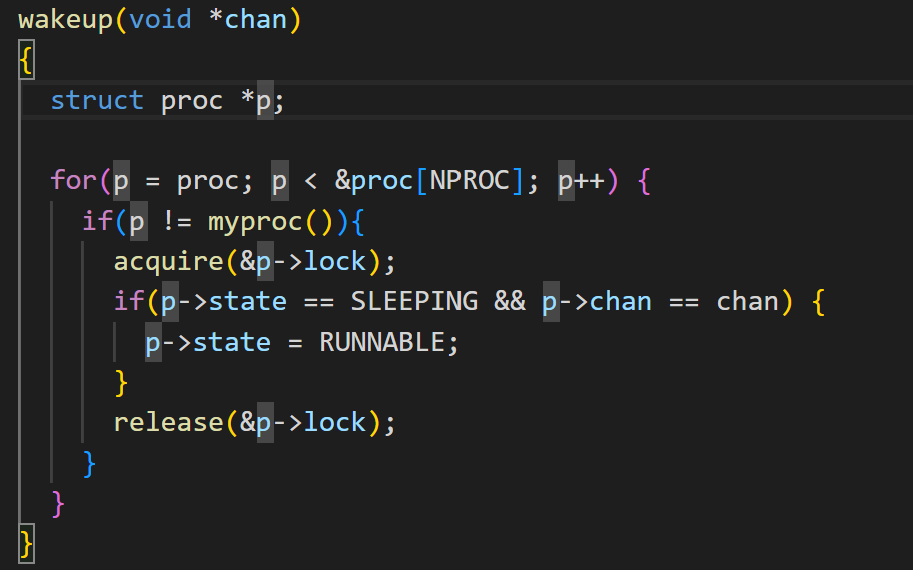 wakeup(void *chan)
{
  struct proc *p;

  for(p = proc; p < &proc[NPROC]; p++) {
    if(p != myproc()){
      acquire(&p->lock);
      if(p->state == SLEEPING && p->chan == chan) {
        p->state = RUNNABLE;
      }
      release(&p->lock);
    }
  }
}